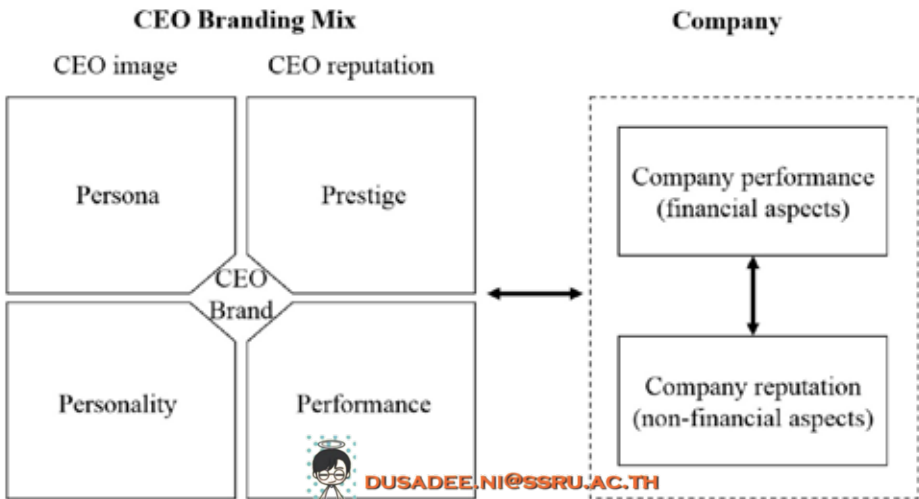 CEO Branding Mix
Company
CEO image
CEO reputation
Persona
Prestige
CEO
Brand
Personality
Performance
Company performance
(financial aspects)
Company reputation
(non-financial aspects)
DUSADEE.NI@SSRU.AC.TH